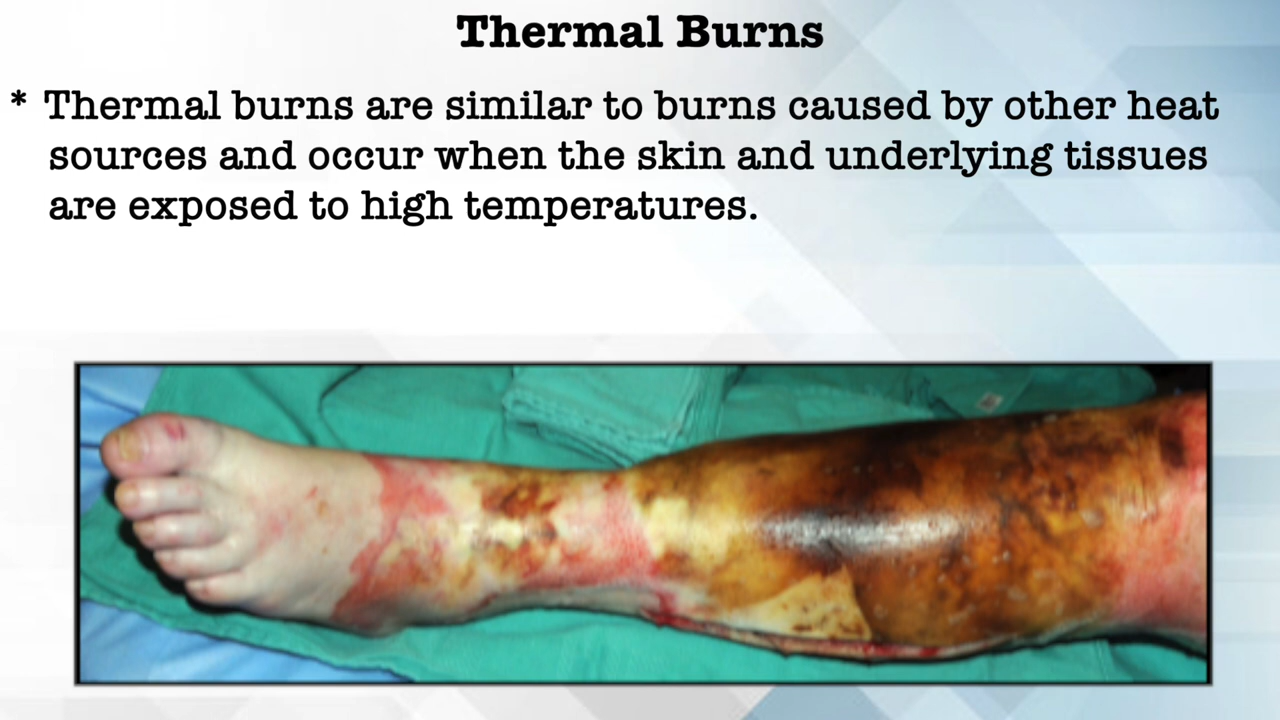 Thermal Burns
* Thermal burns are similar to burns caused by other heat
sources and occur when the skin and underlying tissues
are exposed to high temperatures.